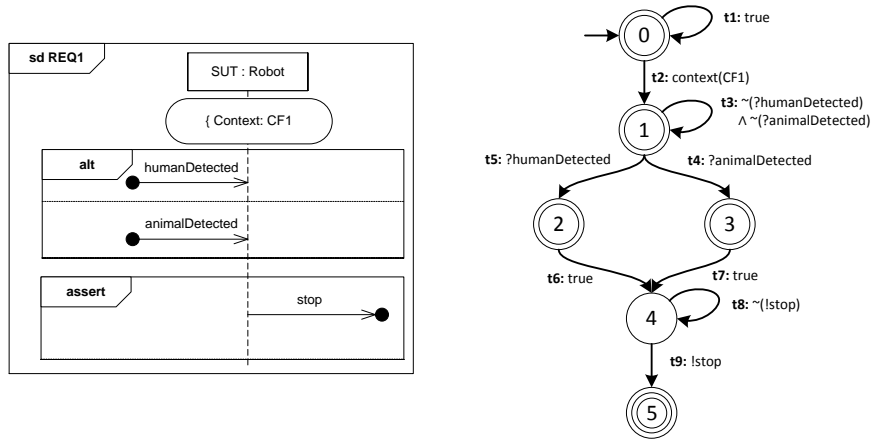 sd REQ1
SUT : Robot
{ Context: CF1
alt
humanDetected
animalDetected
assert
stop
0
t1: true
t2: context(CF1)
1
t3: ~(?humanDetected)
∧ ~(?animalDetected)
t5: ?humanDetected
t4: ?animalDetected
2
3
t6: true
t7: true
4
t8: ~(!stop)
t9: !stop
5